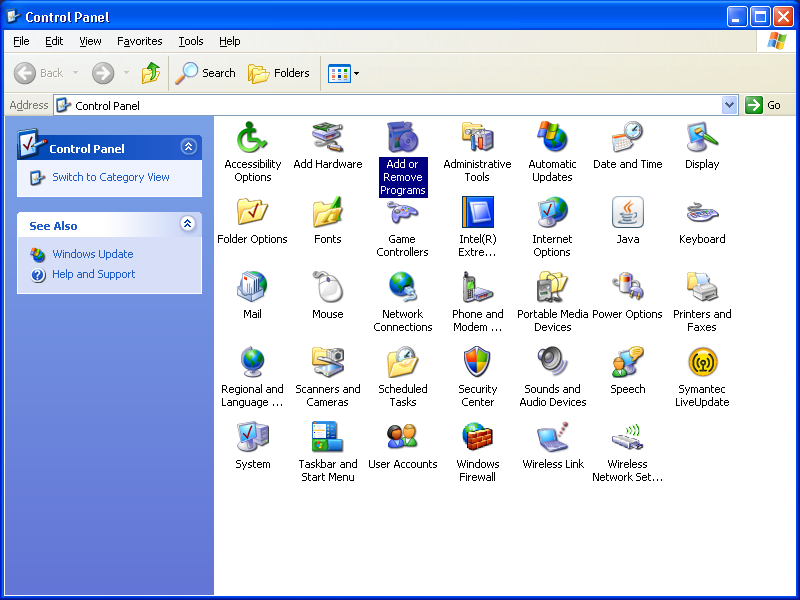 Control Panel
File Edit View Favorites Tools Help
Back Search Folders
Address Control Panel Go
Control Panel
Switch to Category View
See Also
Windows Update
Help and Support
Accessibility
Options
Add Hardware
Add or
Remove
Programs
Administrative
Tools
Automatic
Updates
Date and Time
Display
Folder Options
Fonts
Game
Controllers
Intel(R)
Extre...
Internet
Options
Java
Keyboard
Mail
Mouse
Network
Connections
Phone and
Modem ...
Portable Media
Devices
Power Options
Printers and
Faxes
Regional and
Language ...
Scanners and
Cameras
Scheduled
Tasks
Security
Center
Sounds and
Audio Devices
Speech
Symantec
LiveUpdate
System
Taskbar and
Start Menu
User Accounts
Windows
Firewall
Wireless Link
Wireless
Network Set...